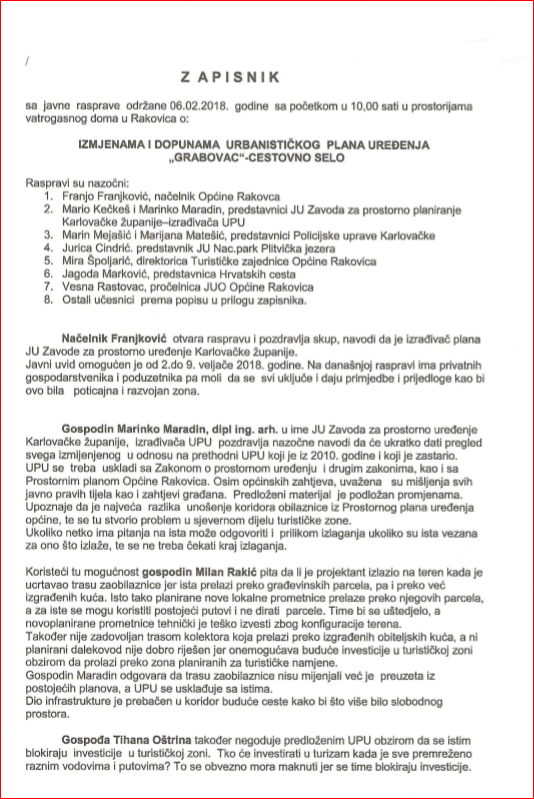 /
Z A P I S N I K
sa javne rasprave održane 06.02.2018. godine sa početkom u 10,00 sati u prostorijama
vatrogasnog doma u Rakovica o:
IZMJENAMA I DOPUNAMA URBANISTIČKOG PLANA UREĐENJA
„GRABOVAC“-CESTOVNO SELO
Raspravi su nazočni:
1. Franjo Franjković, načelnik Općine Rakovca
2. Mario Kečkeš i Marinko Maradin, predstavnici JU Zavoda za prostorno planiranje
Karlovačke županije–izrađivača UPU
3. Marin Mejašić i Marijana Matešić, predstavnici Policijske uprave Karlovačke
4. Jurica Cindrić, predstavnik JU Nac.park Plitvička jezera
5. Mira Špoljarić, direktorica Turističke zajednice Općine Rakovica
6. Jagoda Marković, predstavnica Hrvatskih cesta
7. Vesna Rastovac, pročelnica JUO Općine Rakovica
8. Ostali učesnici prema popisu u prilogu zapisnika.
Načelnik Franjković otvara raspravu i pozdravlja skup, navodi da je izrađivač plana
JU Zavode za prostorno uređenje Karlovačke županije.
Javni uvid omogućen je od 2.do 9. veljače 2018. godine. Na današnjoj raspravi ima privatnih
gospodarstvenika i poduzetnika pa moli da se svi uključe i daju primjedbe i prijedloge kao bi
ovo bila poticajna i razvojan zona.
Gospodin Marinko Maradin, dipl ing. arh. u ime JU Zavoda za prostorno uređenje
Karlovačke županije, izrađivača UPU pozdravlja nazočne navodi da će ukratko dati pregled
svega izmljenjenog u odnosu na prethodni UPU koji je iz 2010. godine i koji je zastario.
UPU se treba uskladi sa Zakonom o prostornom uređenju i drugim zakonima, kao i sa
Prostornim planom Općine Rakovica. Osim općinskih zahtjeva, uvažena su mišljenja svih
javno pravih tijela kao i zahtjevi građana. Predloženi materijal je podložan promjenama.
Upoznaje da je najveća razlika unošenje koridora obilaznice iz Prostornog plana uređenja
općine, te se tu stvorio problem u sjevernom dijelu turističke zone.
Ukoliko netko ima pitanja na ista može odgovoriti i prilikom izlaganja ukoliko su ista vezana
za ono što izlaže, te se ne treba čekati kraj izlaganja.
Koristeći tu mogućnost gospodin Milan Rakić pita da li je projektant izlazio na teren kada je
ucrtavao trasu zaobilaznice jer ista prelazi preko građevinskih parcela, pa i preko već
izgrađenih kuća. Isto tako planirane nove lokalne prometnice prelaze preko njegovih parcela,
a za iste se mogu koristiti postojeći putovi i ne dirati parcele. Time bi se uštedjelo, a
novoplanirane prometnice tehnički je teško izvesti zbog konfiguracije terena.
Također nije zadovoljan trasom kolektora koja prelazi preko izgrađenih obiteljskih kuća, a ni
planirani dalekovod nije dobro riješen jer onemogućava buduće investicije u turističkoj zoni
obzirom da prolazi preko zona planiranim za turističke namjene.
Gospodin Maradin odgovara da trasu zaobilaznice nisu mijenjali već je preuzeta iz
postojećih planova, a UPU se usklađuje sa istima.
Dio infrastrukture je prebačen u koridor buduće ceste kako bi što više bilo slobodnog
prostora.
Gospođa Tihana Oštrina također negoduje predloženim UPU obzirom da se istim
blokiraju investicije u turističkoj zoni. Tko će investirati u turizam kada je sve premreženo
raznim vodovima i putovima? To se obvezno mora maknuti jer se time blokiraju investicije.